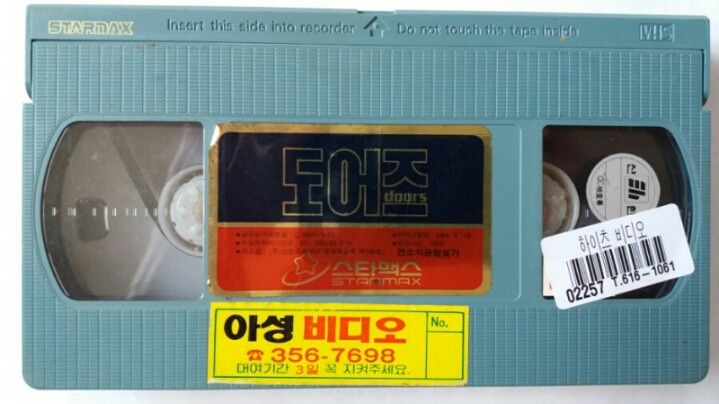 STARMAX Insert this side into recorder Do not touch the tape inside VHS
도어즈
doors
연소자관람불가
스타맥스
STARMAX
신
하이츠 비디오
02257 T.616-1061
아성 비디오 No.
☎ 356-7698
대여기간 3일 꼭 지켜주세요.